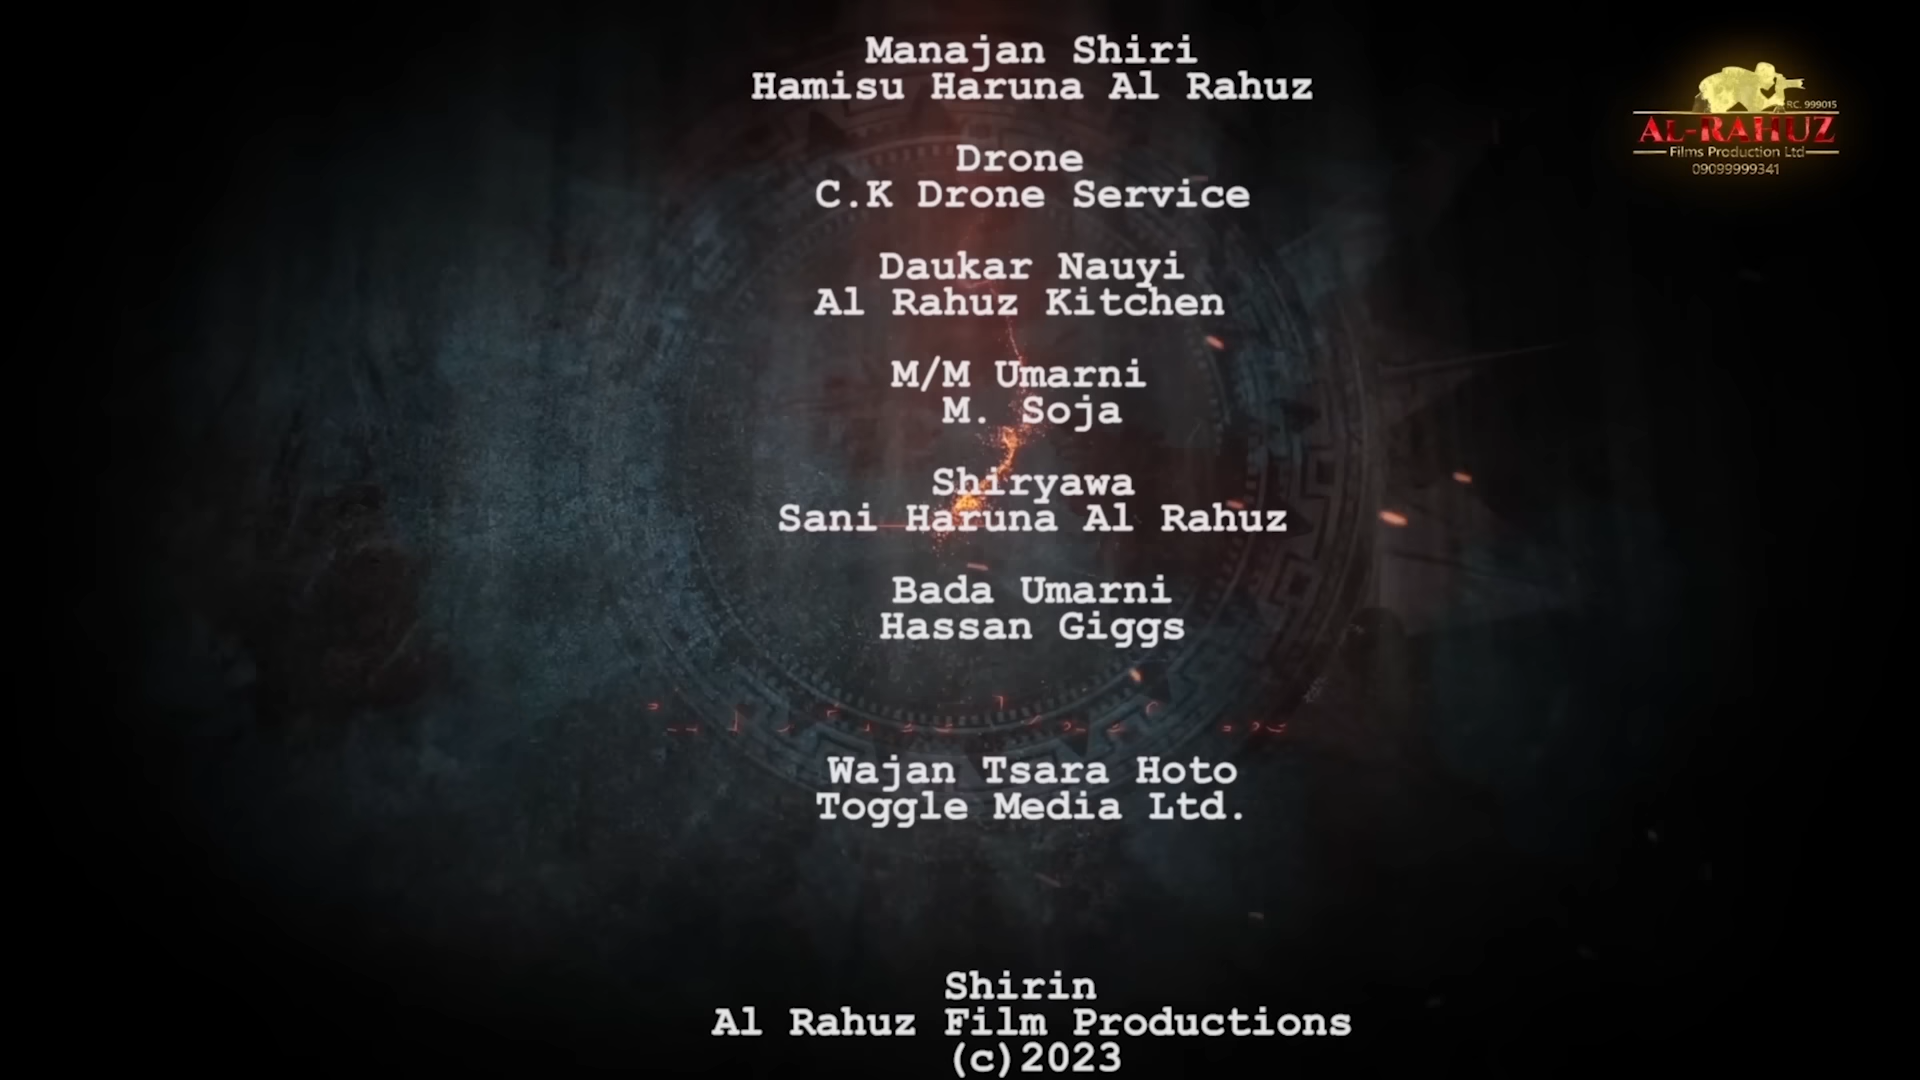 Manajan Shiri
Hamisu Haruna Al Rahuz
Drone
C.K Drone Service
Daukar Nauyi
Al Rahuz Kitchen
M/M Umarni
M. Soja
Shiryawa
Sani Haruna Al Rahuz
Bada Umarni
Hassan Giggs
Wajan Tsara Hoto
Toggle Media Ltd.
Shirin
Al Rahuz Film Productions
(c)2023
RC. 999015
AL-RAHUZ
Films Production Ltd
09099999341